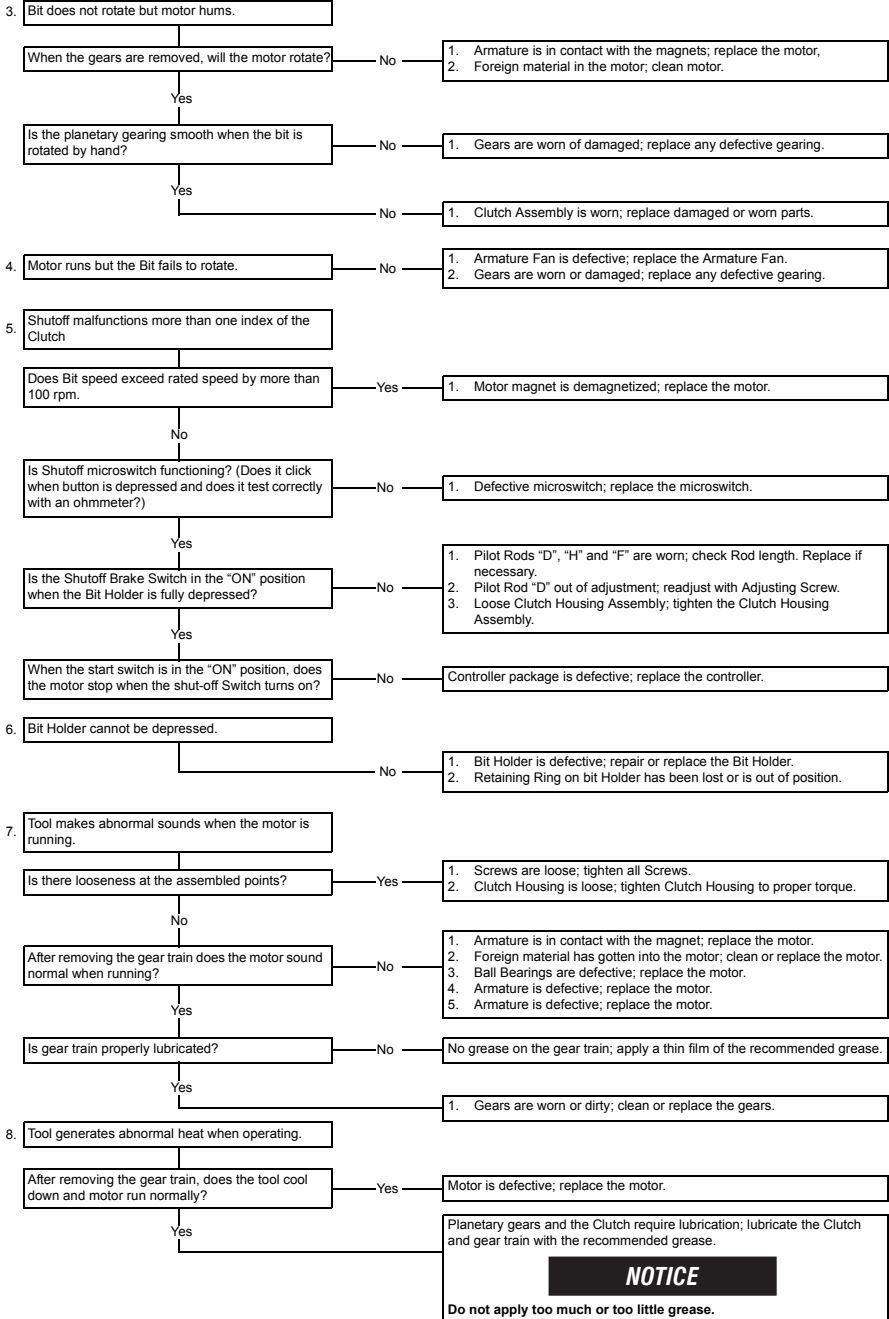 3. Bit does not rotate but motor hums.
When the gears are removed, will the motor rotate?
No
1. Armature is in contact with the magnets; replace the motor,
2. Foreign material in the motor; clean motor.
Yes
Is the planetary gearing smooth when the bit is
rotated by hand?
No
1. Gears are worn of damaged; replace any defective gearing.
Yes
No
1. Clutch Assembly is worn; replace damaged or worn parts.
4. Motor runs but the Bit fails to rotate.
No
1. Armature Fan is defective; replace the Armature Fan.
2. Gears are worn or damaged; replace any defective gearing.
5. Shutoff malfunctions more than one index of the
Clutch
Does Bit speed exceed rated speed by more than
100 rpm.
Yes
1. Motor magnet is demagnetized; replace the motor.
No
Is Shutoff microswitch functioning? (Does it click
when button is depressed and does it test correctly
with an ohmmeter?)
No
1. Defective microswitch; replace the microswitch.
Yes
Is the Shutoff Brake Switch in the “ON” position
when the Bit Holder is fully depressed?
No
1. Pilot Rods “D”, “H” and “F” are worn; check Rod length. Replace if
necessary.
2. Pilot Rod “D” out of adjustment; readjust with Adjusting Screw.
3. Loose Clutch Housing Assembly; tighten the Clutch Housing
Assembly.
Yes
When the start switch is in the “ON” position, does
the motor stop when the shut-off Switch turns on?
No
Controller package is defective; replace the controller.
6. Bit Holder cannot be depressed.
No
1. Bit Holder is defective; repair or replace the Bit Holder.
2. Retaining Ring on bit Holder has been lost or is out of position.
7. Tool makes abnormal sounds when the motor is
running.
Is there looseness at the assembled points?
Yes
1. Screws are loose; tighten all Screws.
2. Clutch Housing is loose; tighten Clutch Housing to proper torque.
No
After removing the gear train does the motor sound
normal when running?
No
1. Armature is in contact with the magnet; replace the motor.
2. Foreign material has gotten into the motor; clean or replace the motor.
3. Ball Bearings are defective; replace the motor.
4. Armature is defective; replace the motor.
5. Armature is defective; replace the motor.
Yes
Is gear train properly lubricated?
No
No grease on the gear train; apply a thin film of the recommended grease.
Yes
1. Gears are worn or dirty; clean or replace the gears.
8. Tool generates abnormal heat when operating.
After removing the gear train, does the tool cool
down and motor run normally?
Yes
Motor is defective; replace the motor.
Yes
Planetary gears and the Clutch require lubrication; lubricate the Clutch
and gear train with the recommended grease.
NOTICE
Do not apply too much or too little grease.